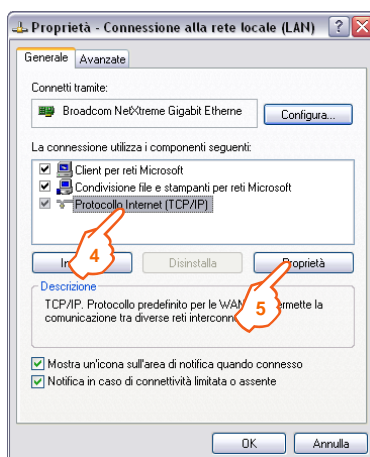 Proprietà - Connessione alla rete locale (LAN)
Generale Avanzate
Connetti tramite:
Broadcom NetXtreme Gigabit Etherne
Configura...
La connessione utilizza i componenti seguenti:
Client per reti Microsoft
Condivisione file e stampanti per reti Microsoft
Protocollo Internet (TCP/IP)
4
Disinstalla
Proprietà
5
Descrizione
TCP/IP. Protocollo predefinito per le WA
mette la
comunicazione tra diverse reti interconn
Mostra un'icona sull'area di notifica quando connesso
Notifica in caso di connettività limitata o assente
OK Annulla